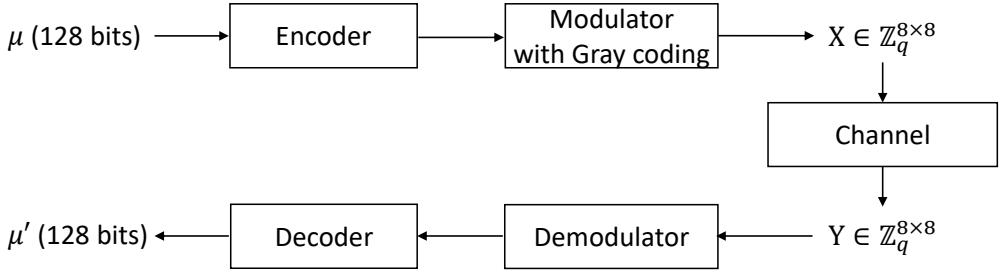 μ (128 bits)
Encoder
Modulator
with Gray coding
X ∈ ℤ_q^{8×8}
Channel
μ′ (128 bits)
Decoder
Demodulator
Y ∈ ℤ_q^{8×8}